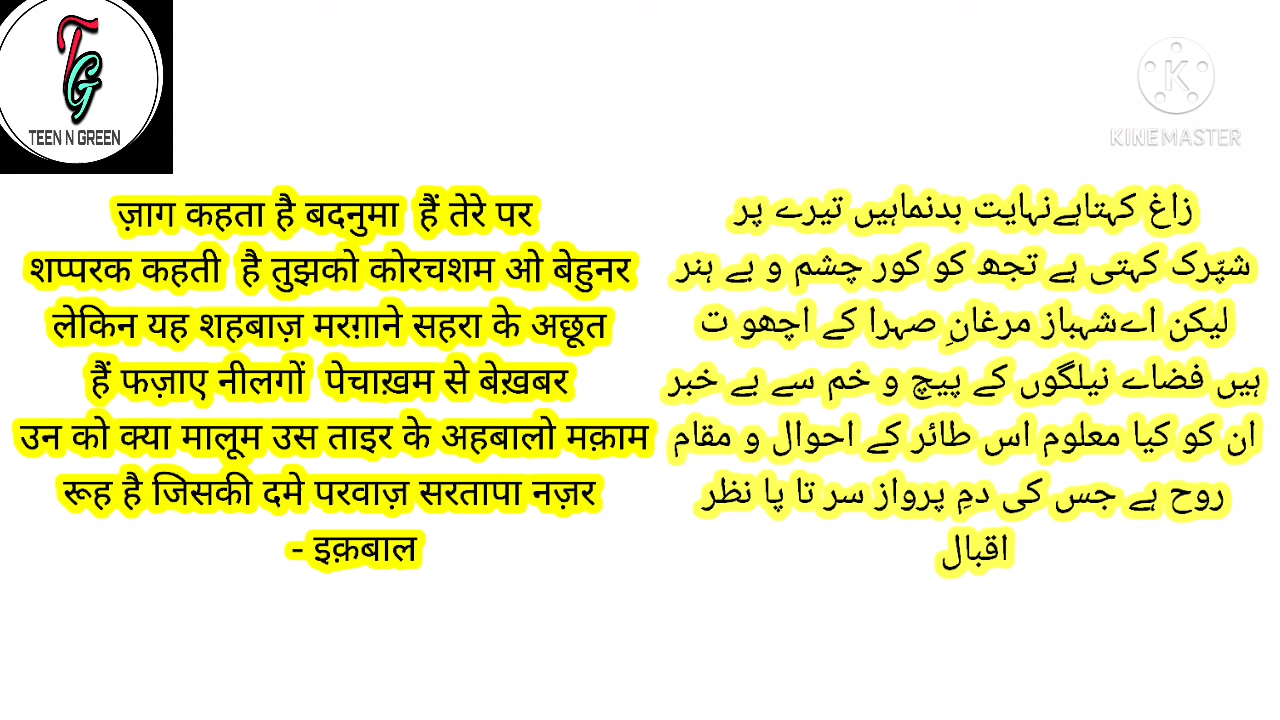 TG
TEEN N GREEN
KINEMASTER
ज़ाग कहता है बदनुमा हैं तेरे पर
शप्परक कहती है तुझको कोरचशम ओ बेहुनर
लेकिन यह शहबाज़ मरग़ाने सहरा के अछूत
हैं फज़ाए नीलगों पेचाख़म से बेख़बर
उन को क्या मालूम उस ताइर के अहबालो मक़ाम
रूह है जिसकी दमे परवाज़ सरतापा नज़र
- इक़बाल
زاغ کہتاہےنہایت بدنماہیں تیرے پر
شپّرک کہتی ہے تجھ کو کور چشم و بے ہنر
لیکن اےشہباز مرغانِ صہرا کے اچھو ت
ہیں فضاے نیلگوں کے پیچ و خم سے بے خبر
ان کو کیا معلوم اس طائر کے احوال و مقام
روح ہے جس کی دمِ پرواز سر تا پا نظر
اقبال